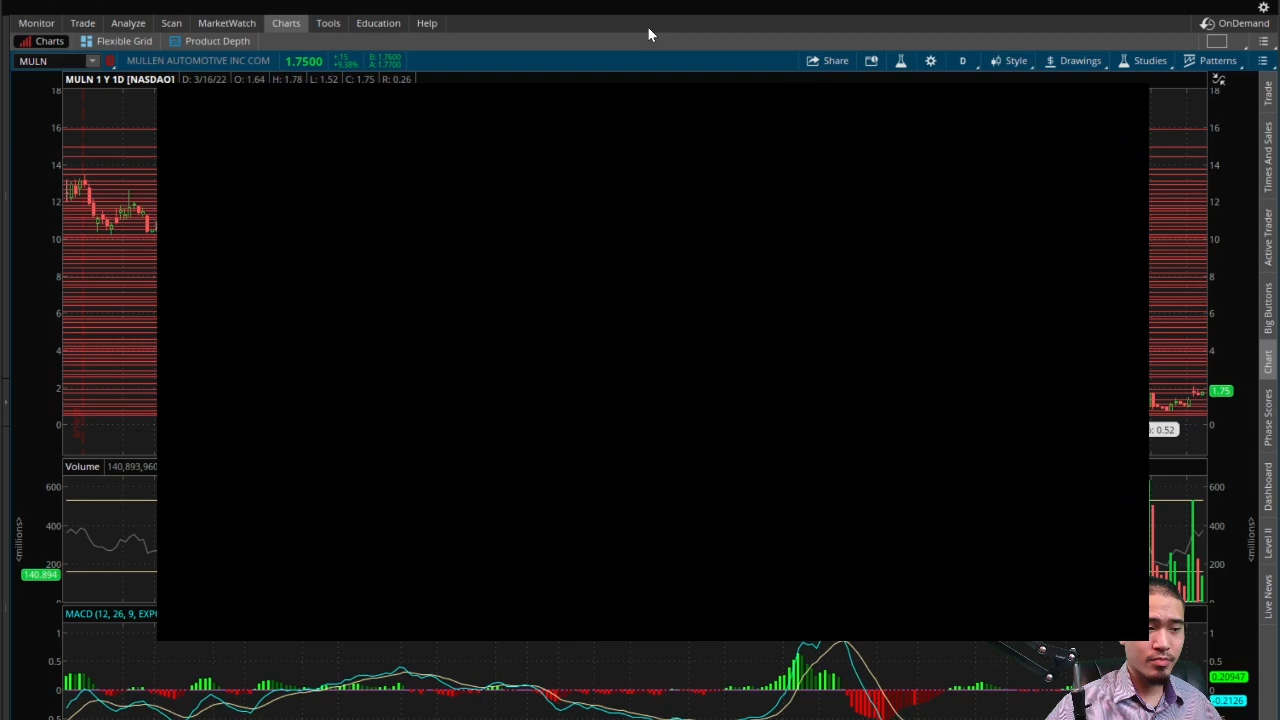 Monitor Trade Analyze Scan MarketWatch Charts Tools Education Help OnDemand
Charts Flexible Grid Product Depth
MULN MULLEN AUTOMOTIVE INC COM 1.7500 +.15 +9.38% B: 1.7600 A: 1.7700 Share D Style Drawings Studies Patterns
MULN 1 Y 1D [NASDAQ] D: 3/16/22 O: 1.64 H: 1.78 L: 1.52 C: 1.75 R: 0.26
18 18
16 16
14 14
12 12
10 10
8 8
6 6
4 4
2 1.75
0 : 0.52 0
Volume 140,893,960
600 600
400 400
200 200
<millions> <millions>
140.894
MACD (12, 26, 9, EXPO
1 1
0.5 0.5
0.20947
0 0
-0.2126
Trade
Times And Sales
Active Trader
Big Buttons
Chart
Phase Scores
Dashboard
Level II
Live News